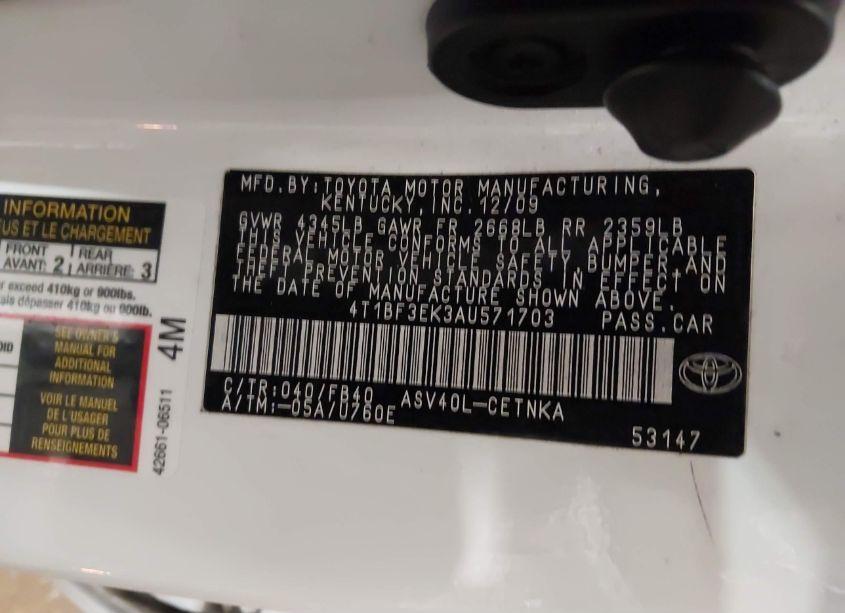 MFD. BY: TOYOTA MOTOR MANUFACTURING,
KENTUCKY, INC. 12/09
GVWR 4345LB GAWR FR 2668LB RR 2359LB
THIS VEHICLE CONFORMS TO ALL APPLICABLE
FEDERAL MOTOR VEHICLE SAFETY, BUMPER, AND
THEFT PREVENTION STANDARDS IN EFFECT ON
THE DATE OF MANUFACTURE SHOWN ABOVE.
4T1BF3EK3AU571703 PASS.CAR
C/TR: 040/FB40
A/TM: -05A/U760E ASV40L-CETNKA
53147
INFORMATION
US ET LE CHARGEMENT
FRONT
AVANT: 2
REAR
ARRIÈRE: 3
exceed 410kg or 900lbs.
ais dépasser 410kg ou 900lb.
SEE OWNER'S
MANUAL FOR
ADDITIONAL
INFORMATION
VOIR LE MANUEL
DE L'USAGER
POUR PLUS DE
RENSEIGNEMENTS
4M
42661-06511